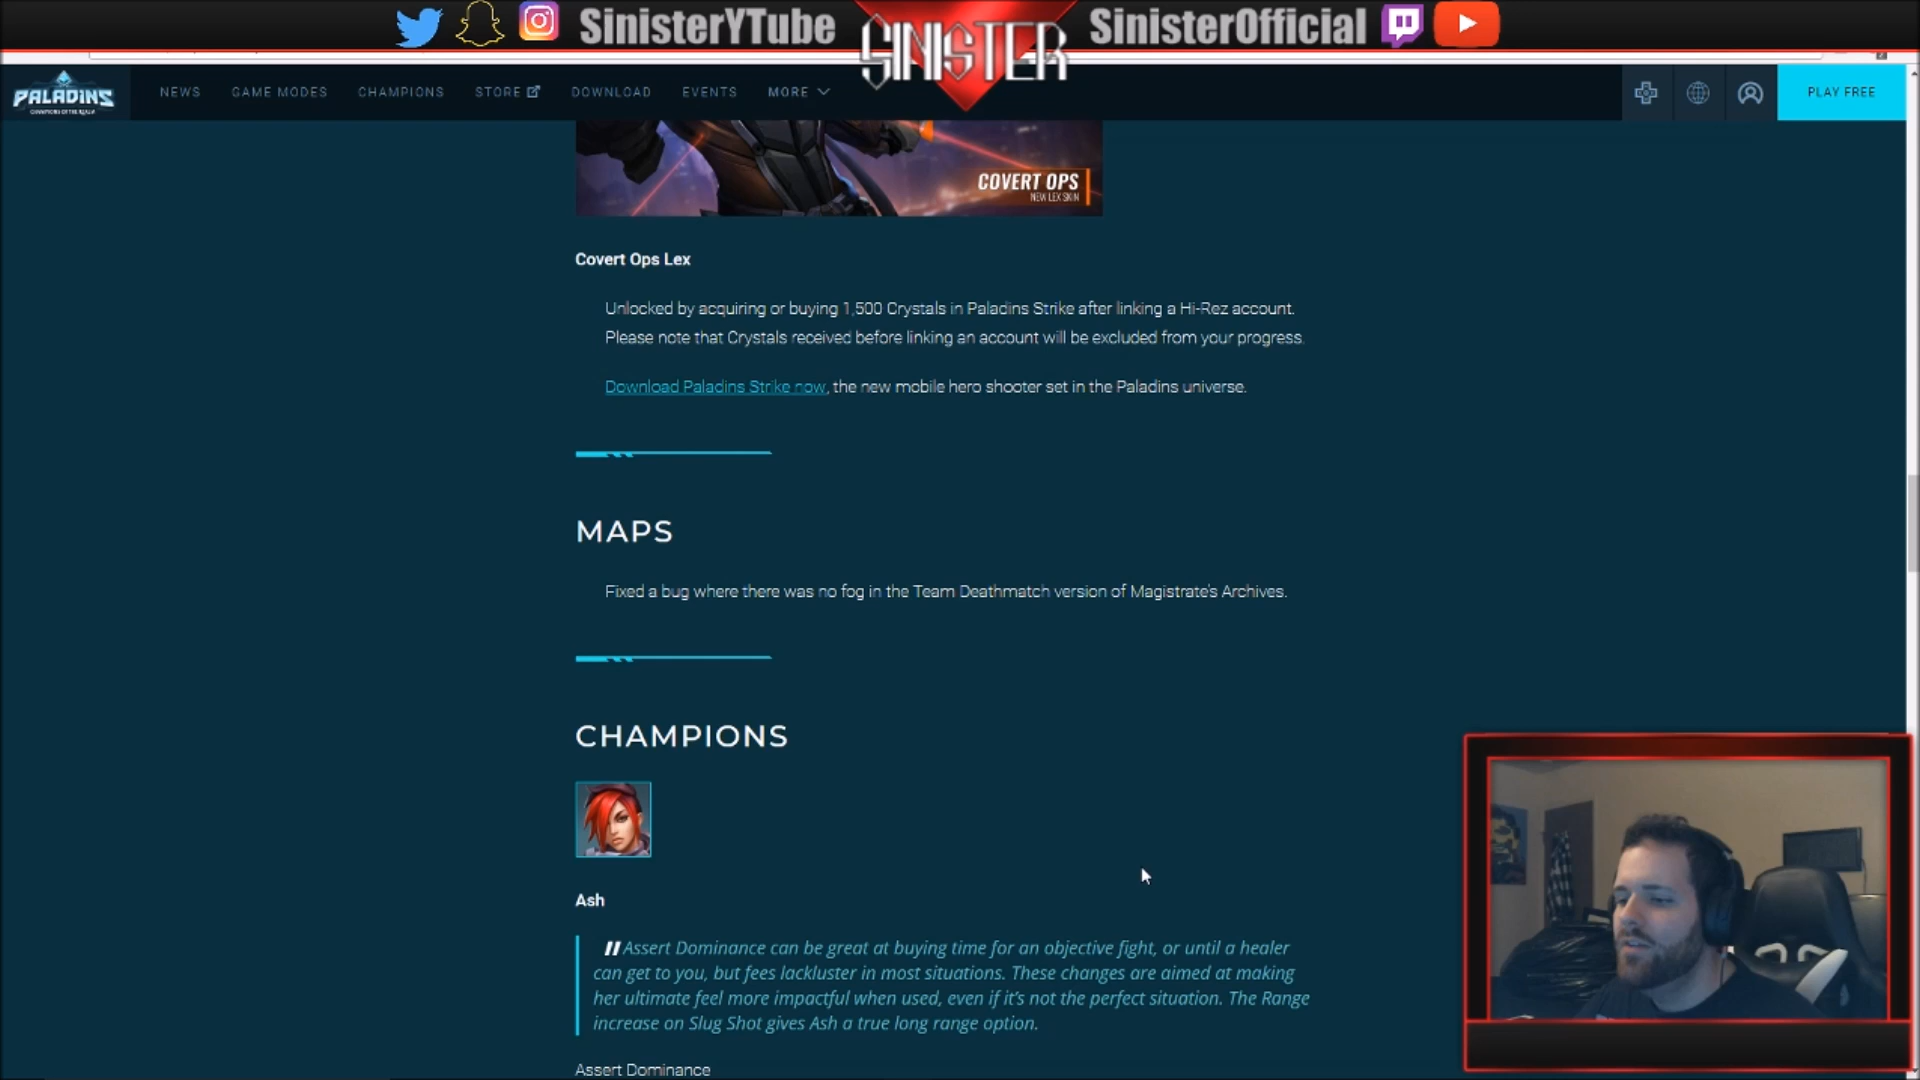 SinisterYTube SINISTER SinisterOfficial
PALADINS NEWS GAME MODES CHAMPIONS STORE DOWNLOAD EVENTS MORE PLAY FREE
CHAMPIONS OF THE REALM
COVERT OPS
NEW LEX SKIN
Covert Ops Lex
Unlocked by acquiring or buying 1,500 Crystals in Paladins Strike after linking a Hi-Rez account.
Please note that Crystals received before linking an account will be excluded from your progress.
Download Paladins Strike now, the new mobile hero shooter set in the Paladins universe.
MAPS
Fixed a bug where there was no fog in the Team Deathmatch version of Magistrate's Archives.
CHAMPIONS
Ash
"Assert Dominance can be great at buying time for an objective fight, or until a healer
can get to you, but fees lackluster in most situations. These changes are aimed at making
her ultimate feel more impactful when used, even if it's not the perfect situation. The Range
increase on Slug Shot gives Ash a true long range option.
Assert Dominance